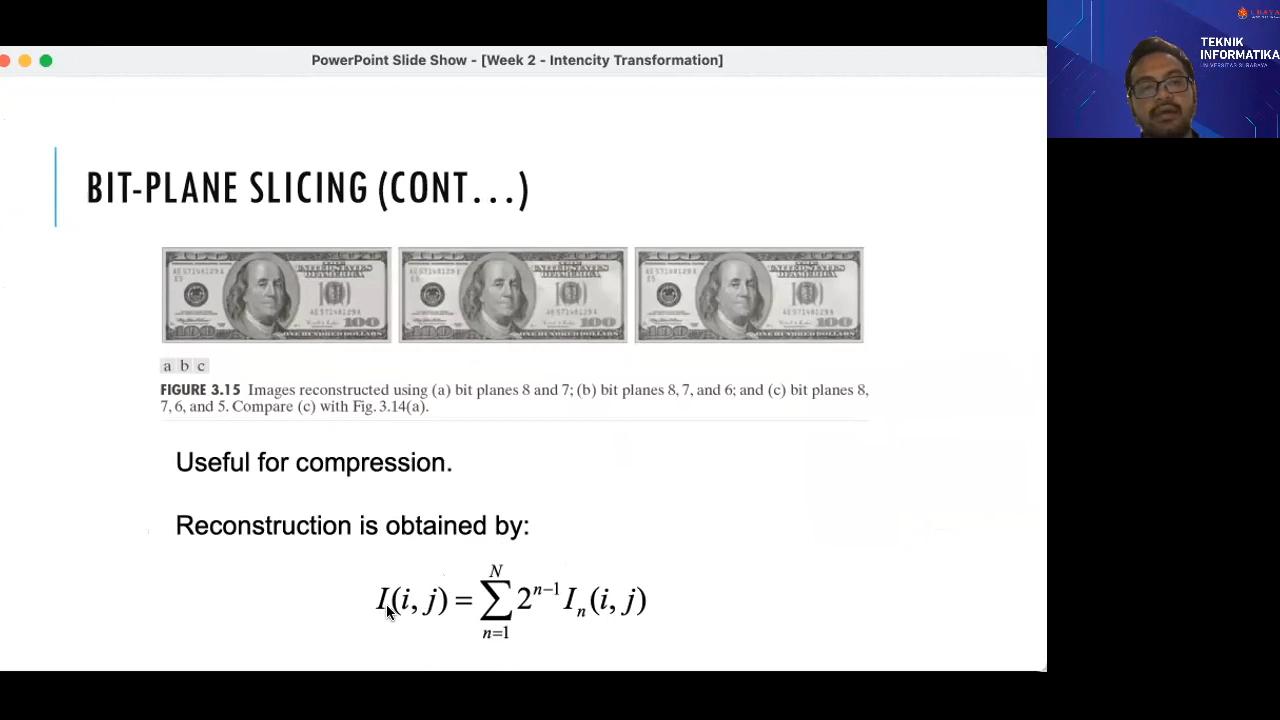 PowerPoint Slide Show - [Week 2 - Intencity Transformation]
TEKNIK
INFORMATIKA
UNIVERSITAS SURABAYA
BIT-PLANE SLICING (CONT...)
a b c
FIGURE 3.15 Images reconstructed using (a) bit planes 8 and 7; (b) bit planes 8, 7, and 6; and (c) bit planes 8,
7, 6, and 5. Compare (c) with Fig. 3.14(a).
Useful for compression.
Reconstruction is obtained by:
I(i, j) = ∑_{n=1}^{N} 2^{n−1} I_n(i, j)